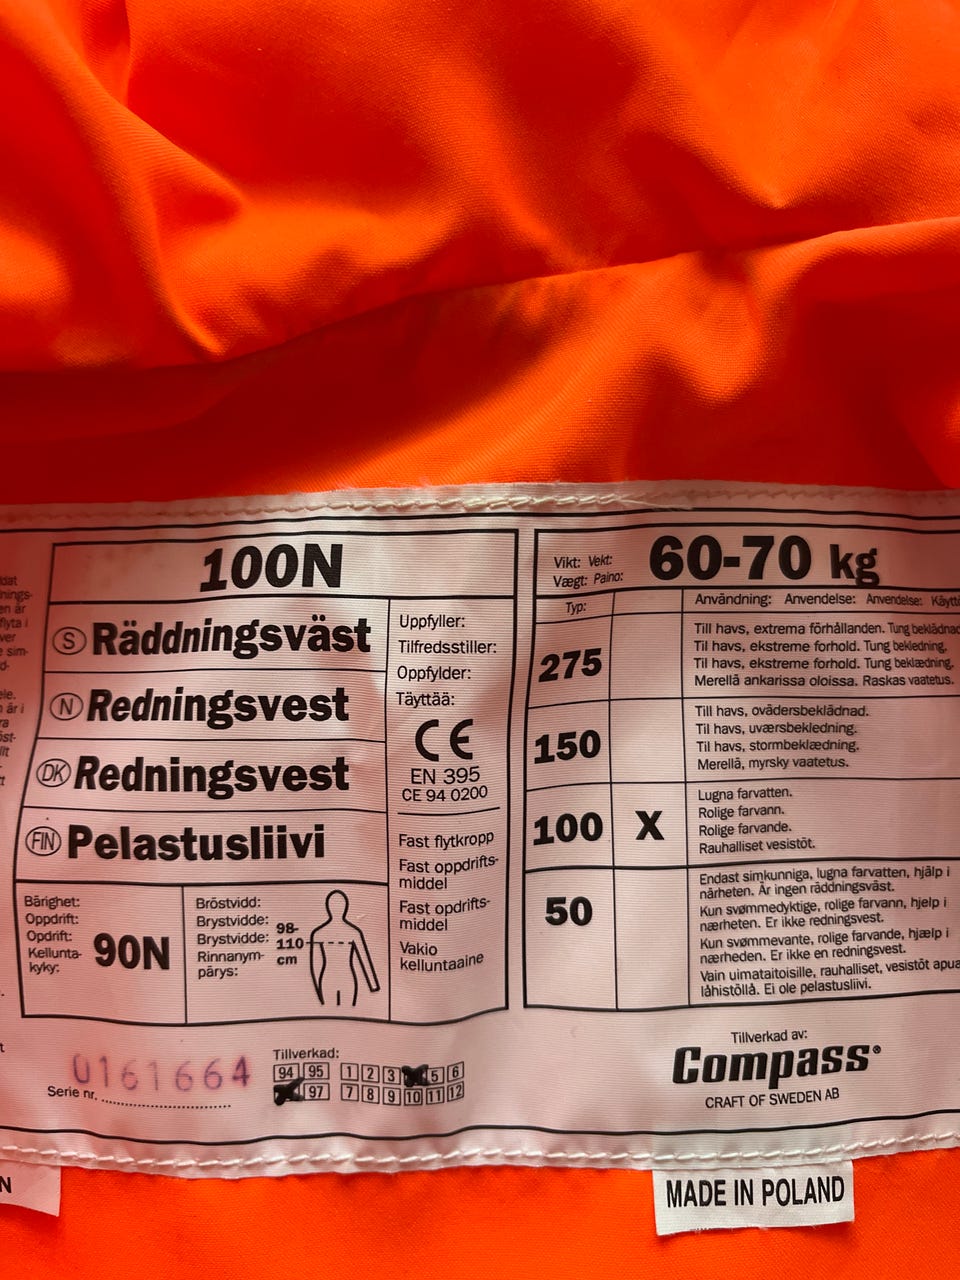 100N
S Räddningsväst
N Redningsvest
DK Redningsvest
FIN Pelastusliivi
Uppfyller:
Tilfredsstiller:
Oppfylder:
Täyttää:
CE
EN 395
CE 94 0200
Fast flytkropp
Fast oppdrifts-
middel
Fast opdrifts-
middel
Vakio
kelluntaaine
Bärighet:
Oppdrift:
Opdrift:
Kellunta-
kyky:
90N
Bröstvidd:
Brystvidde:
Brystvidde:
Rinnanym-
pärys:
98-
110
cm
Vikt: Vekt:
Vægt: Paino:
60-70 kg
Typ:
Användning: Anvendelse: Anvendelse:
275
Till havs, extrema förhållanden. Tung
Til havs, ekstreme forhold. Tung bekledning.
Til havs, ekstreme forhold. Tung beklædning.
Merellä ankarissa oloissa. Raskas vaatetus.
150
Till havs, ovädersbeklädnad.
Til havs, uværsbekledning.
Til havs, stormbeklædning.
Merellä, myrsky vaatetus.
100 X
Lugna farvatten.
Rolige farvann.
Rolige farvande.
Rauhalliset vesistöt.
50
Endast simkunniga, lugna farvatten, hjälp i
närheten. Är ingen räddningsväst.
Kun svømmedyktige, rolige farvann, hjelp i
nærheten. Er ikke redningsvest.
Kun svømmevante, rolige farvande, hjælp i
nærheden. Er ikke en redningsvest.
Vain uimataitoisille, rauhalliset, vesistöt
låhistöllå. Ei ole pelastusliivi.
Serie nr. 0161664
Tillverkad:
94 95 1 2 3 5 6
97 7 8 9 10 11 12
Tillverkad av:
Compass®
CRAFT OF SWEDEN AB
MADE IN POLAND